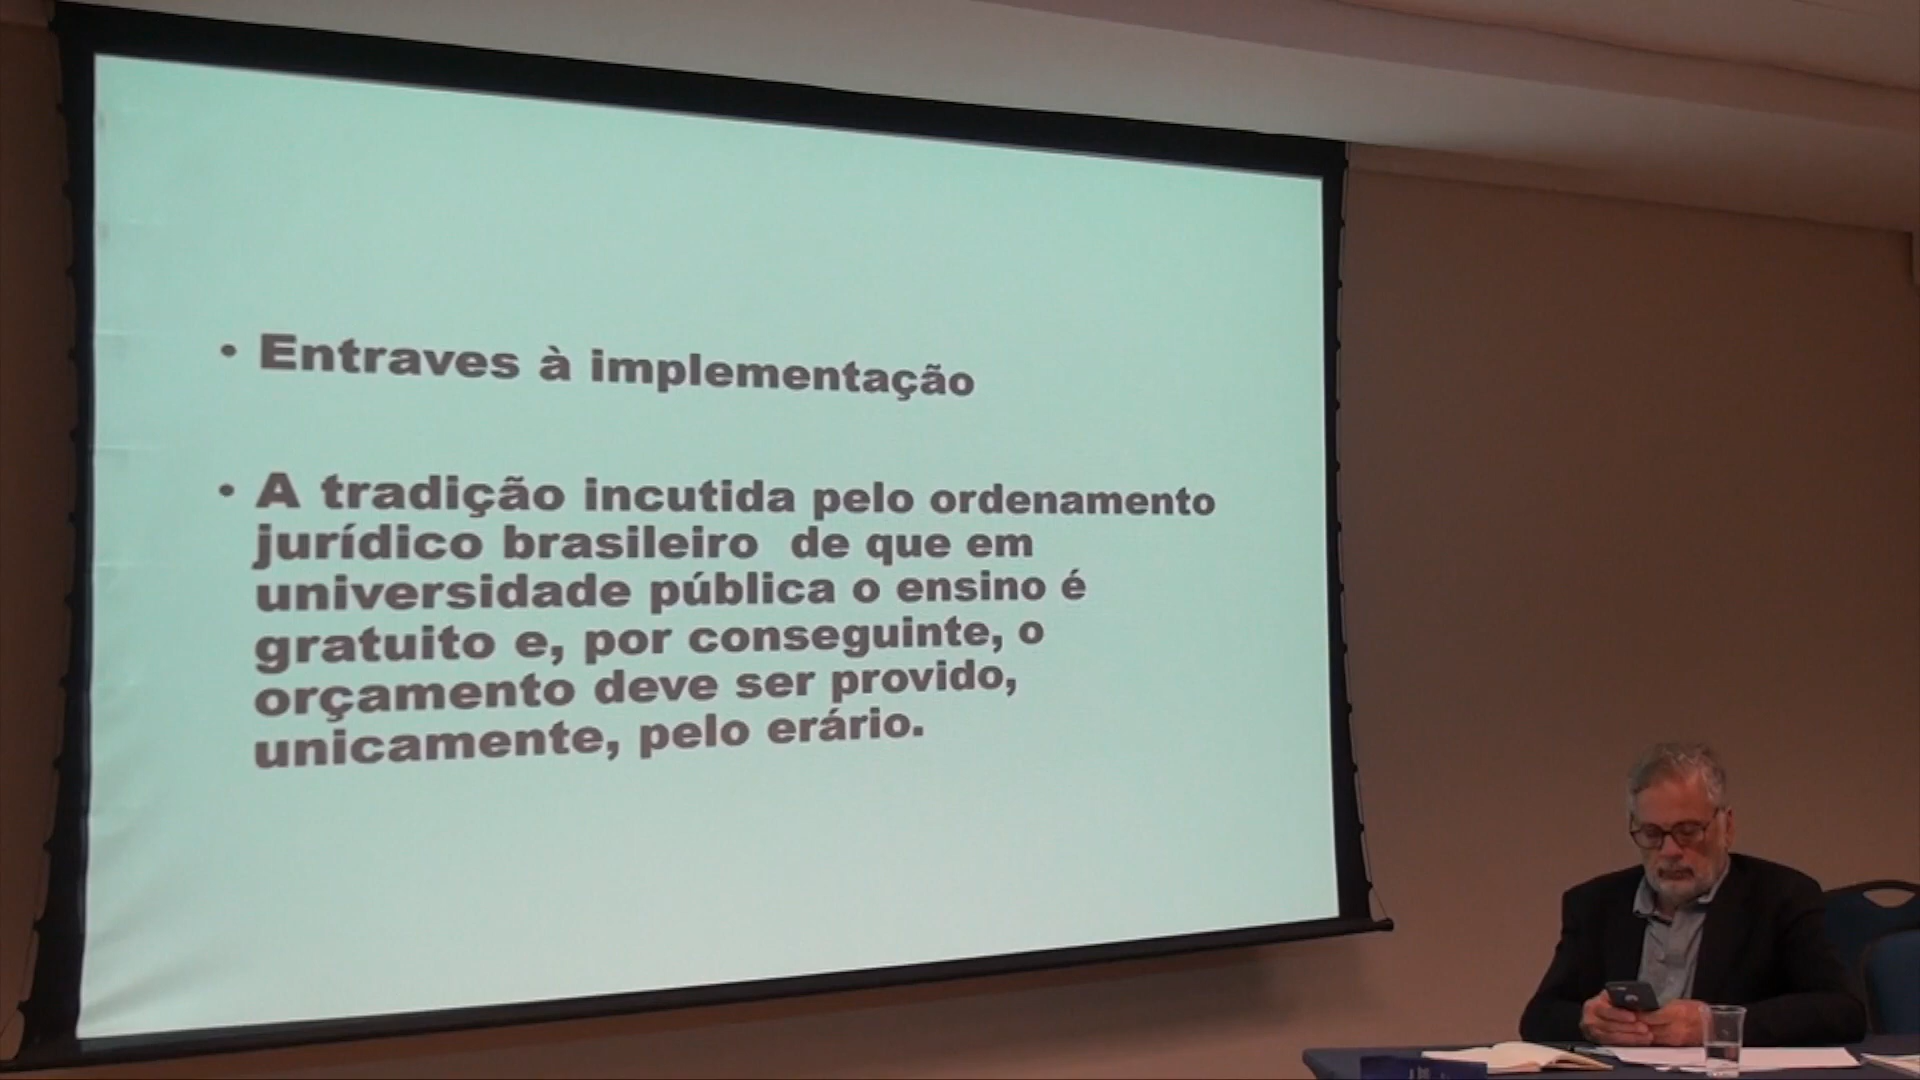 • Entraves à implementação
• A tradição incutida pelo ordenamento
jurídico brasileiro de que em
universidade pública o ensino é
gratuito e, por conseguinte, o
orçamento deve ser provido,
unicamente, pelo erário.